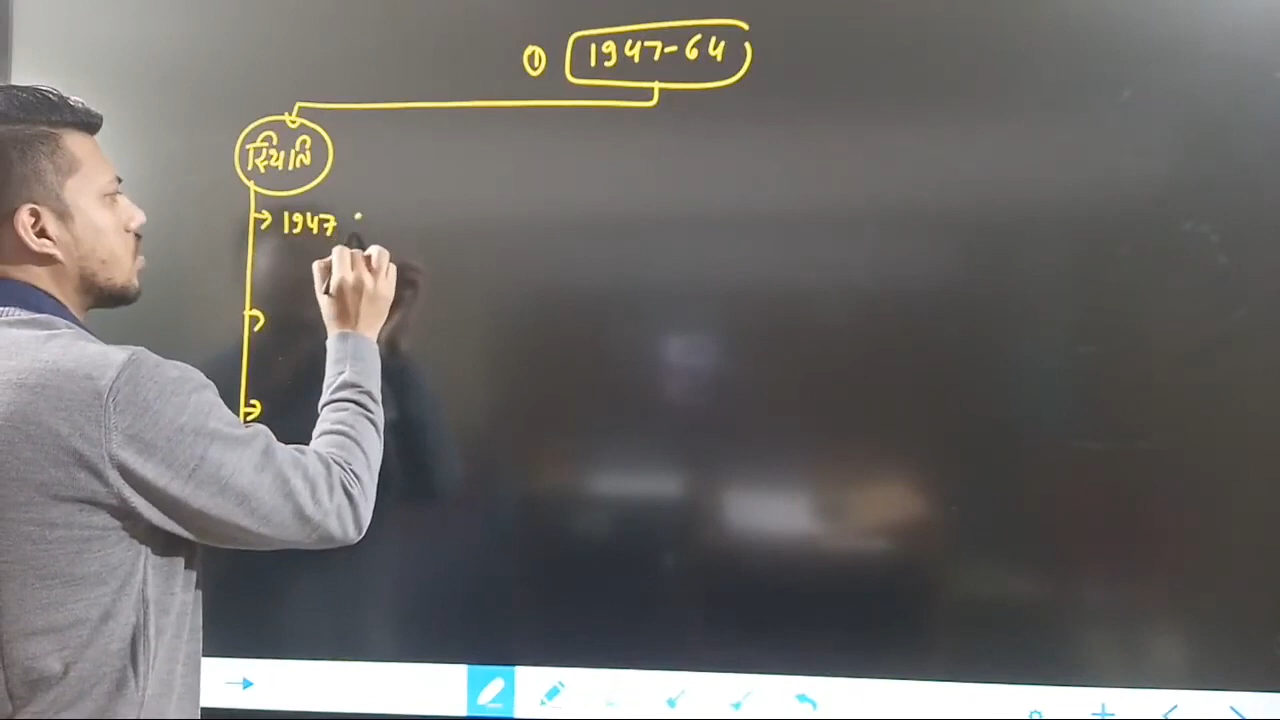 ① 1947-64
स्थिति
→ 1947
→
→